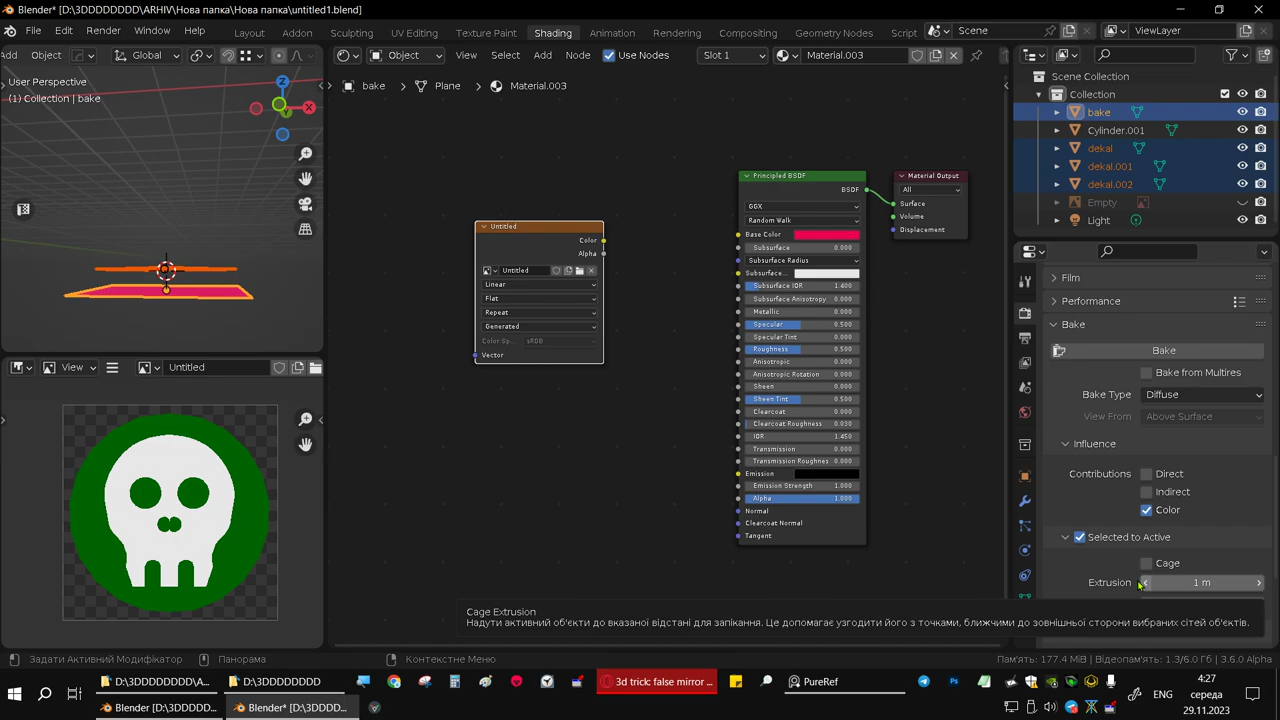 Blender* [D:\3DDDDDDDD\ARHIV\Нова папка\Нова папка\untitled1.blend]
File Edit Render Window Help Layout Modeling Sculpting UV Editing Texture Paint Shading Animation Rendering Compositing Geometry Nodes Scripting Scene ViewLayer
Add Object Global
Object View Select Add Node Use Nodes Slot 1 Material.003
User Perspective
(1) Collection | bake
bake > Plane > Material.003
Z
X
Y
Scene Collection
Collection
bake
Cylinder.001
dekal
dekal.001
dekal.002
Empty
Light
Untitled
Color
Alpha
Untitled
Linear
Flat
Repeat
Generated
Color Sp... sRGB
Vector
Principled BSDF
BSDF
GGX
Random Walk
Base Color
Subsurface 0.000
Subsurface Radius
Subsurface...
Subsurface IOR 1.400
Subsurface Anisotropy 0.000
Metallic 0.000
Specular 0.500
Specular Tint 0.000
Roughness 0.500
Anisotropic 0.000
Anisotropic Rotation 0.000
Sheen 0.000
Sheen Tint 0.500
Clearcoat 0.000
Clearcoat Roughness 0.030
IOR 1.450
Transmission 0.000
Transmission Roughnes 0.000
Emission
Emission Strength 1.000
Alpha 1.000
Normal
Clearcoat Normal
Tangent
Material Output
All
Surface
Volume
Displacement
View Untitled
Film
Performance
Bake
Bake
Bake from Multires
Bake Type Diffuse
View From Above Surface
Influence
Contributions Direct
Indirect
Color
Selected to Active
Cage
Extrusion 1 m
Cage Extrusion
Надути активний об'єкти до вказаної відстані для запікання. Це допомагає узгодити його з точками, ближчими до зовнішньої сторони вибраних сітей об'єктів.
Задати Активний Модифікатор Панорама Контекстне Меню Пам'ять: 177.4 MiB | Відеопам'ять: 1.3/6.0 Гб | 3.6.0 Alpha
D:\3DDDDDDDD\A... D:\3DDDDDDDD 3d trick: false mirror ... PureRef ENG 4:27
середа
Blender [D:\3DDDD... Blender* [D:\3DDDD... 29.11.2023